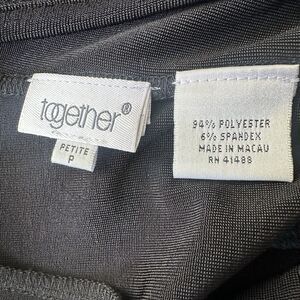 together®
PETITE
P
94% POLYESTER
6% SPANDEX
MADE IN MACAU
RN 41488